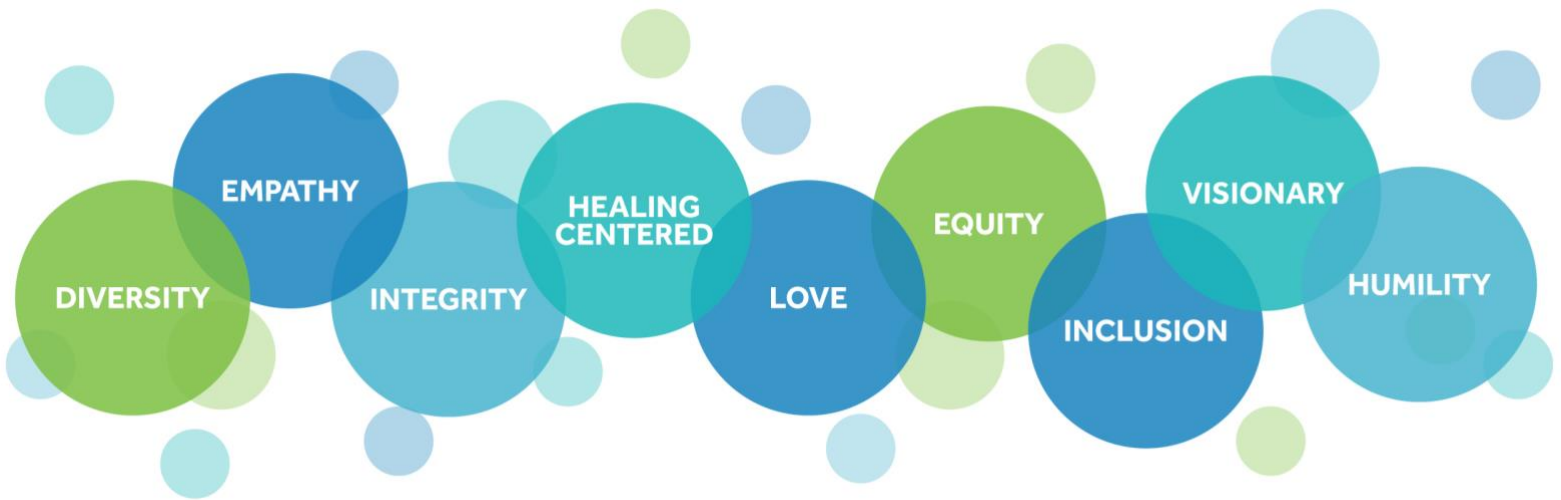 DIVERSITY
EMPATHY
INTEGRITY
HEALING
CENTERED
LOVE
EQUITY
INCLUSION
VISIONARY
HUMILITY